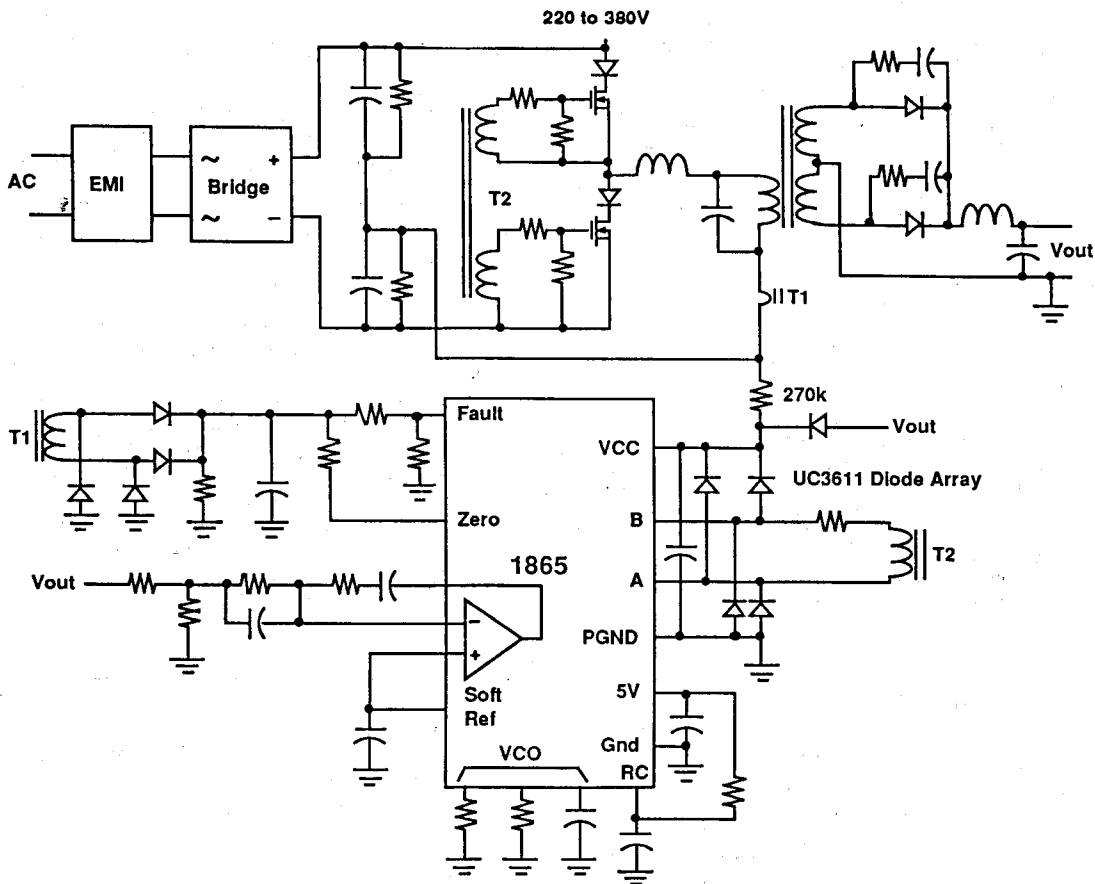 220 to 380V
AC
EMI
~
~
Bridge
+
−
T2
T1
Vout
270k
Vout
T1
Fault
Zero
VCC
UC3611 Diode Array
B
A
T2
1865
Vout
−
+
PGND
Soft
Ref
5V
Gnd
RC
VCO